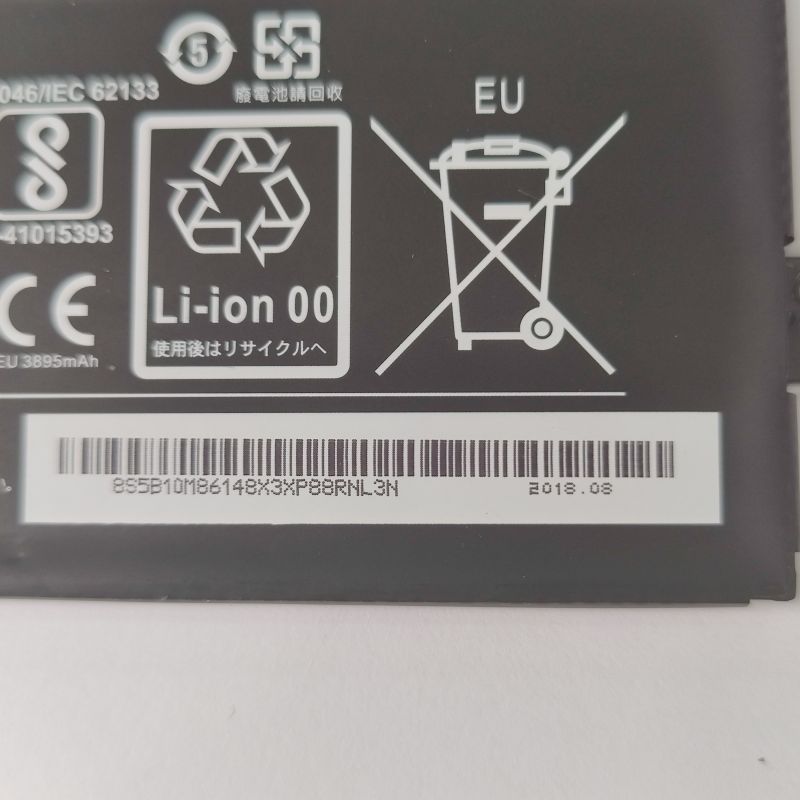 5
046/IEC 62133
廢電池請回收
EU
-41015393
Li-ion 00
EU 3895mAh
使用後はリサイクルへ
8S5B10M86148X3XP88RNL3N
2018.08